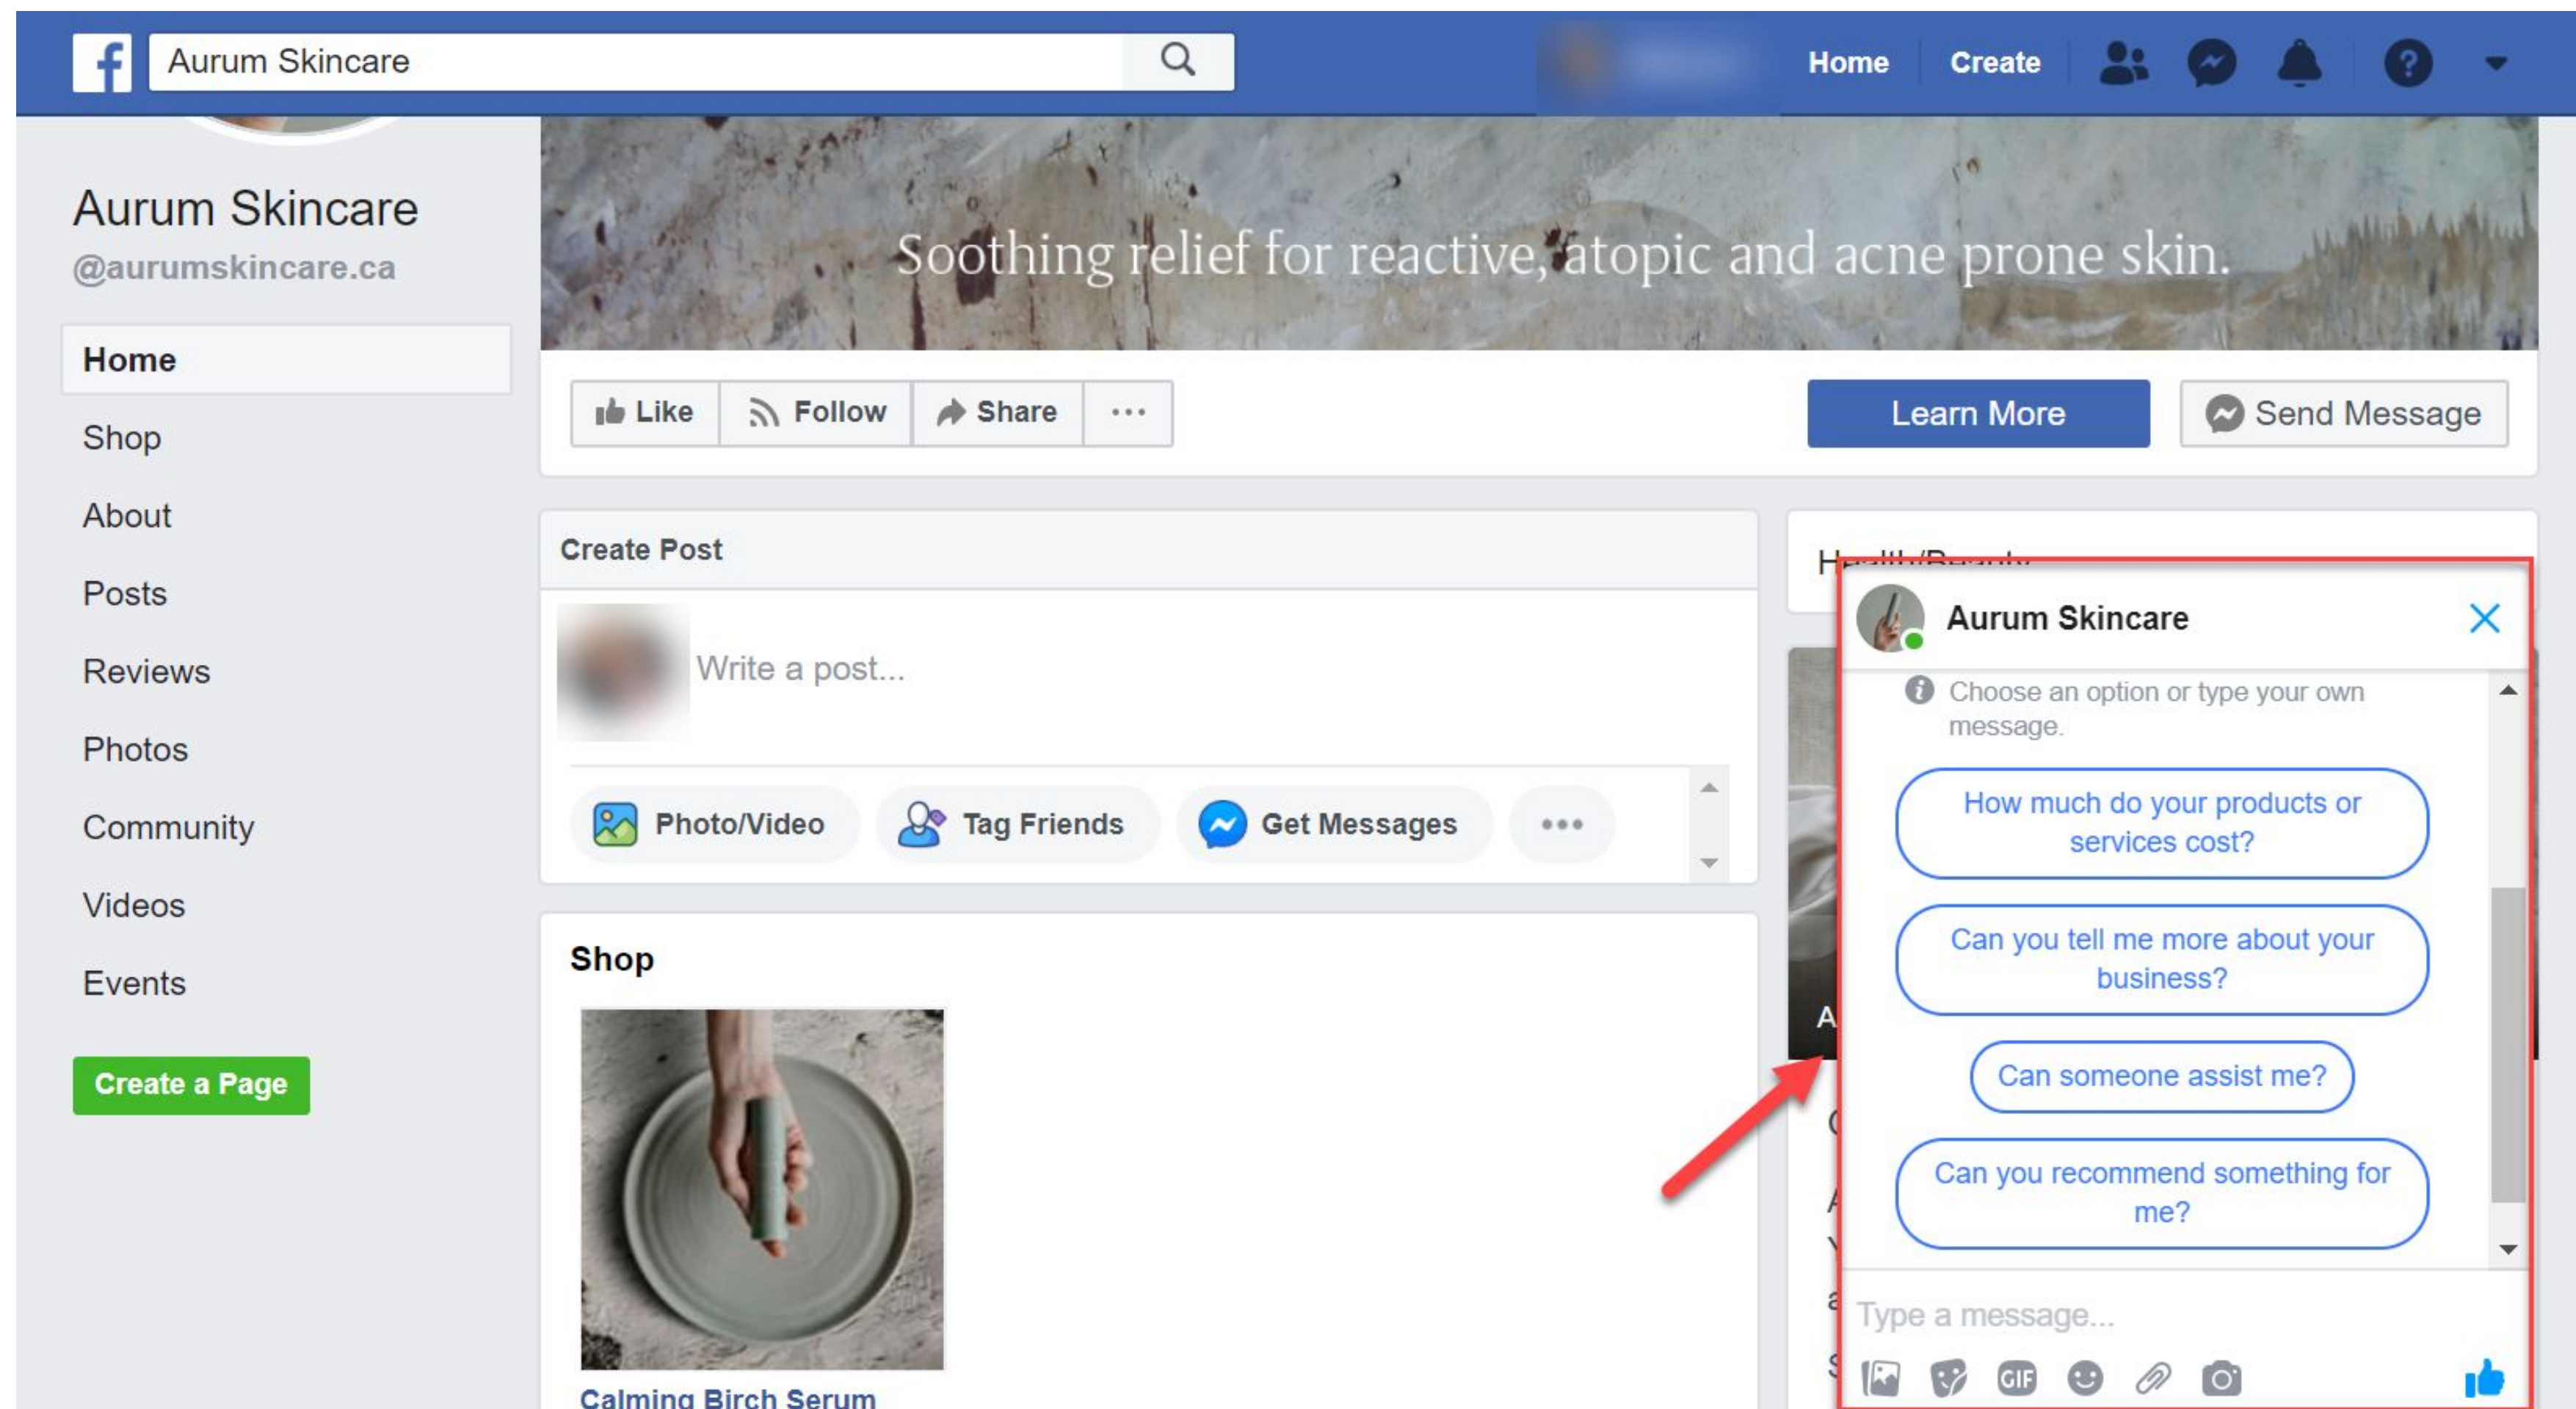 f
Aurum Skincare
Home
Create
Aurum Skincare
@aurumskincare.ca
Home
Shop
About
Posts
Reviews
Photos
Community
Videos
Events
Create a Page
Soothing relief for reactive, atopic and acne prone skin.
Like
Follow
Share
Learn More
Send Message
Create Post
Write a post...
Photo/Video
Tag Friends
Get Messages
Shop
Calming Birch Serum
Health/Beauty
A
Aurum Skincare
Choose an option or type your own
message.
How much do your products or
services cost?
Can you tell me more about your
business?
Can someone assist me?
Can you recommend something for
me?
Type a message...
GIF